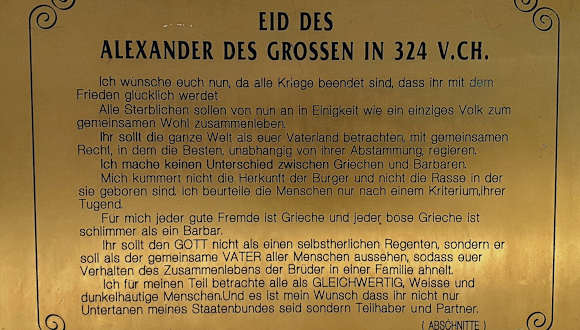 EID DES
ALEXANDER DES GROSSEN IN 324 V.CH.
Ich wünsche euch nun, da alle Kriege beendet sind, dass ihr mit dem
Frieden glücklich werdet
Alle Sterblichen sollen von nun an in Einigkeit wie ein einziges Volk zum
gemeinsamen Wohl zusammenleben.
Ihr sollt die ganze Welt als euer Vaterland betrachten, mit gemeinsamen
Recht, in dem die Besten, unabhängig von ihrer Abstammung, regieren.
Ich mache keinen Unterschied zwischen Griechen und Barbaren.
Mich kümmert nicht die Herkunft der Bürger und nicht die Rasse in der
sie geboren sind. Ich beurteile die Menschen nur nach einem Kriterium,ihrer
Tugend.
Für mich jeder gute Fremde ist Grieche und jeder böse Grieche ist
schlimmer als ein Barbar.
Ihr sollt den GOTT nicht als einen selbstherlichen Regenten, sondern er
soll als der gemeinsame VATER aller Menschen aussehen, sodass euer
Verhalten des Zusammenlebens der Brüder in einer Familie ähnelt.
Ich für meinen Teil betrachte alle als GLEICHWERTIG, Weisse und
dunkelhäutige Menschen.Und es ist mein Wunsch dass ihr nicht nur
Untertanen meines Staatenbundes seid sondern Teilhaber und Partner.
(ABSCHNITTE)